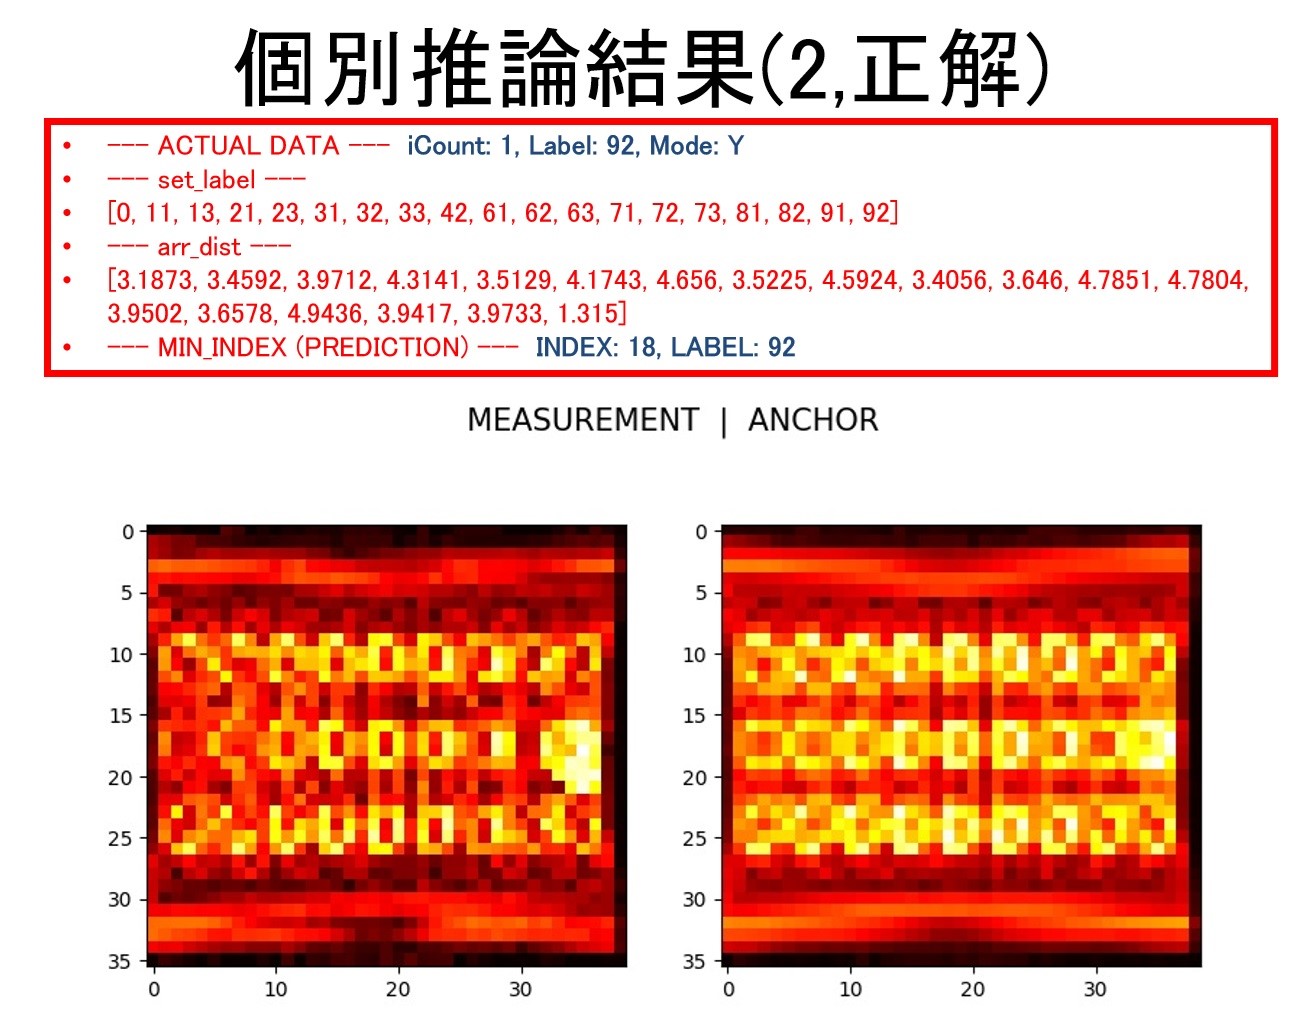 個別推論結果(2,正解)
• --- ACTUAL DATA --- iCount: 1, Label: 92, Mode: Y
• --- set_label ---
• [0, 11, 13, 21, 23, 31, 32, 33, 42, 61, 62, 63, 71, 72, 73, 81, 82, 91, 92]
• --- arr_dist ---
• [3.1873, 3.4592, 3.9712, 4.3141, 3.5129, 4.1743, 4.656, 3.5225, 4.5924, 3.4056, 3.646, 4.7851, 4.7804,
3.9502, 3.6578, 4.9436, 3.9417, 3.9733, 1.315]
• --- MIN_INDEX (PREDICTION) --- INDEX: 18, LABEL: 92
MEASUREMENT | ANCHOR
0
5
10
15
20
25
30
35
0 10 20 30
0
5
10
15
20
25
30
35
0 10 20 30